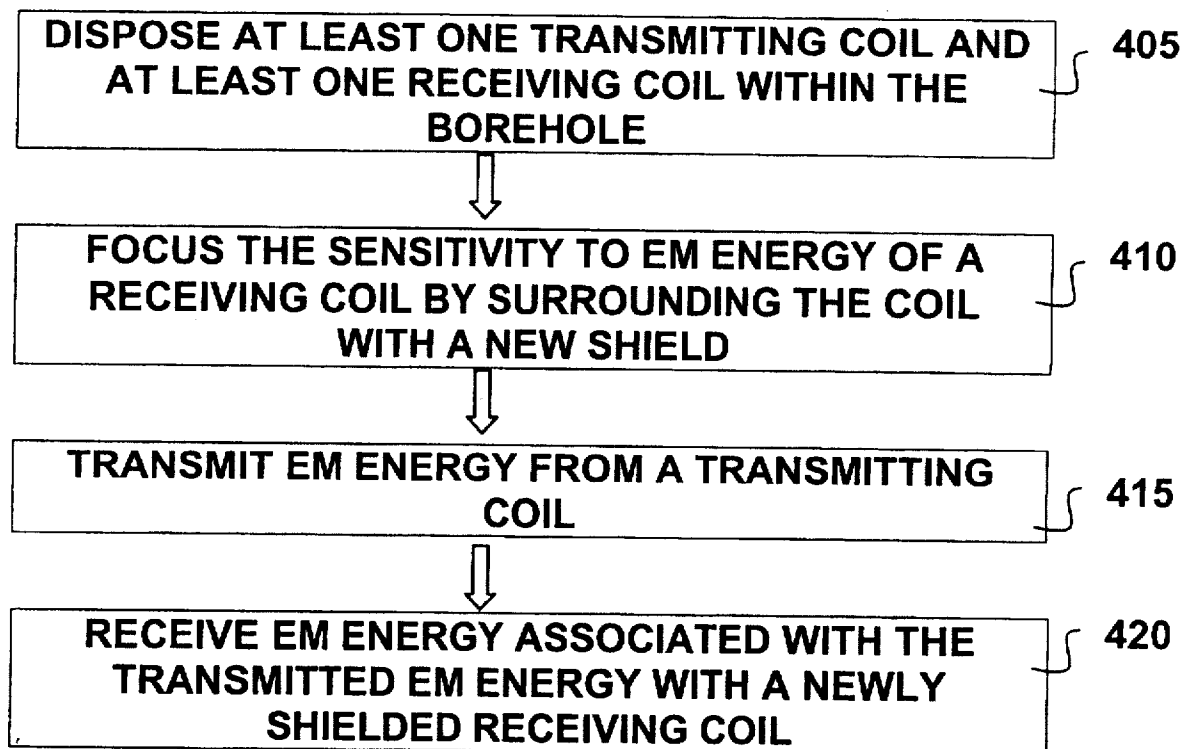 DISPOSE AT LEAST ONE TRANSMITTING COIL AND
AT LEAST ONE RECEIVING COIL WITHIN THE
BOREHOLE
405
FOCUS THE SENSITIVITY TO EM ENERGY OF A
RECEIVING COIL BY SURROUNDING THE COIL
WITH A NEW SHIELD
410
TRANSMIT EM ENERGY FROM A TRANSMITTING
COIL
415
RECEIVE EM ENERGY ASSOCIATED WITH THE
TRANSMITTED EM ENERGY WITH A NEWLY
SHIELDED RECEIVING COIL
420